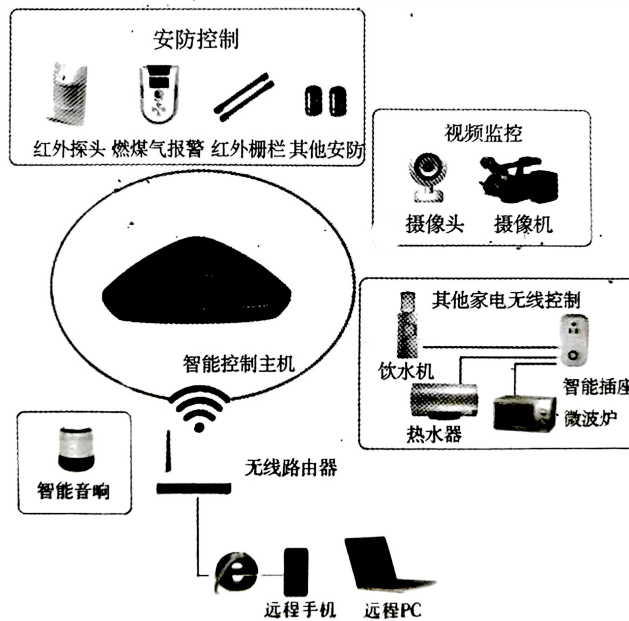 安防控制
红外探头 燃煤气报警 红外栅栏 其他安防
视频监控
摄像头 摄像机
智能控制主机
其他家电无线控制
饮水机
智能插座
热水器
微波炉
智能音响
无线路由器
远程手机 远程PC